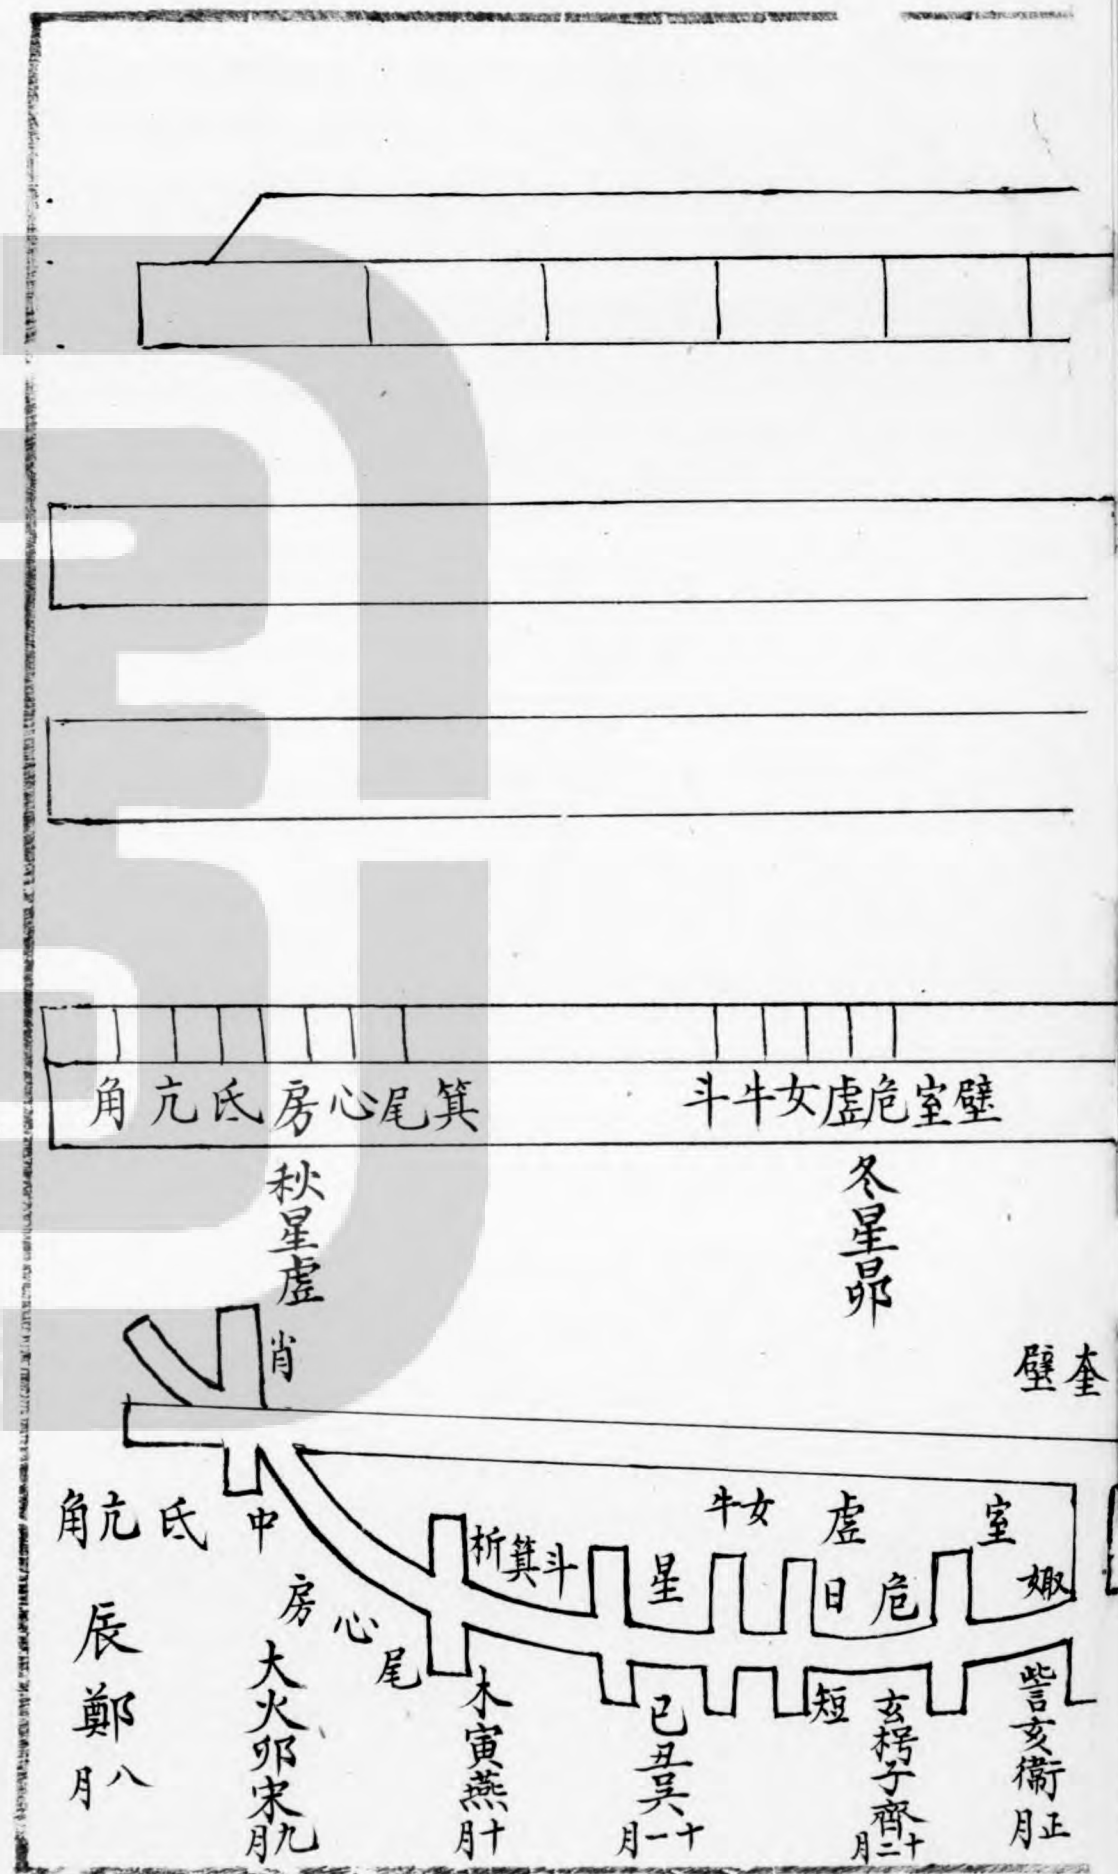 角亢氐房心尾箕
斗牛女虛危室壁
冬星昴
秋星虛
奎
壁
肖
室
娵
虛
危
日
牛女
星
析箕斗
中
角亢氐
房心尾
訾亥衞正月
玄枵子齊十二月
短
已丑吴十一月
木寅燕十月
大火卯宋九月
辰鄭八月